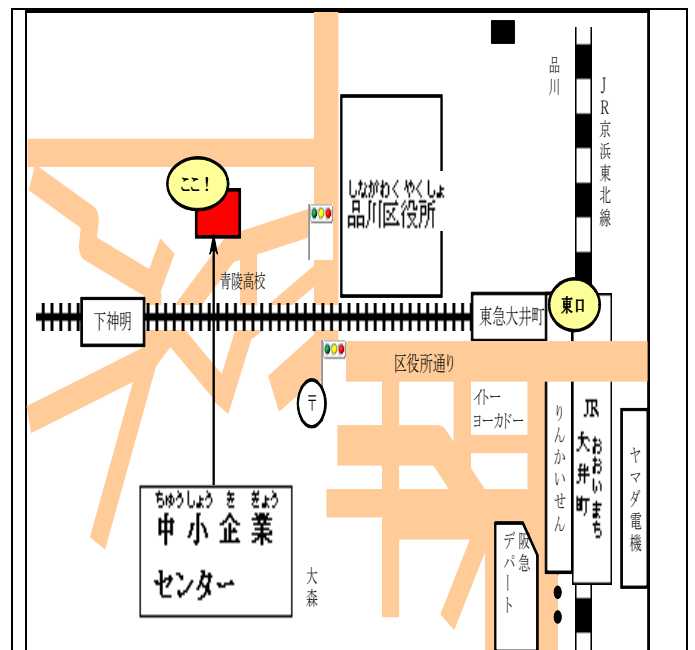 品川
JR京浜東北線
ここ！
しながわく やくしょ
品川区役所
青陵高校
下神明
東急大井町
東口
区役所通り
〒
イトー
ヨーカドー
りんかいせん
JR
大井町
おおいまち
ヤマダ電機
ちゅうしょう き ぎょう
中小企業
センター
大森
阪急
デパート